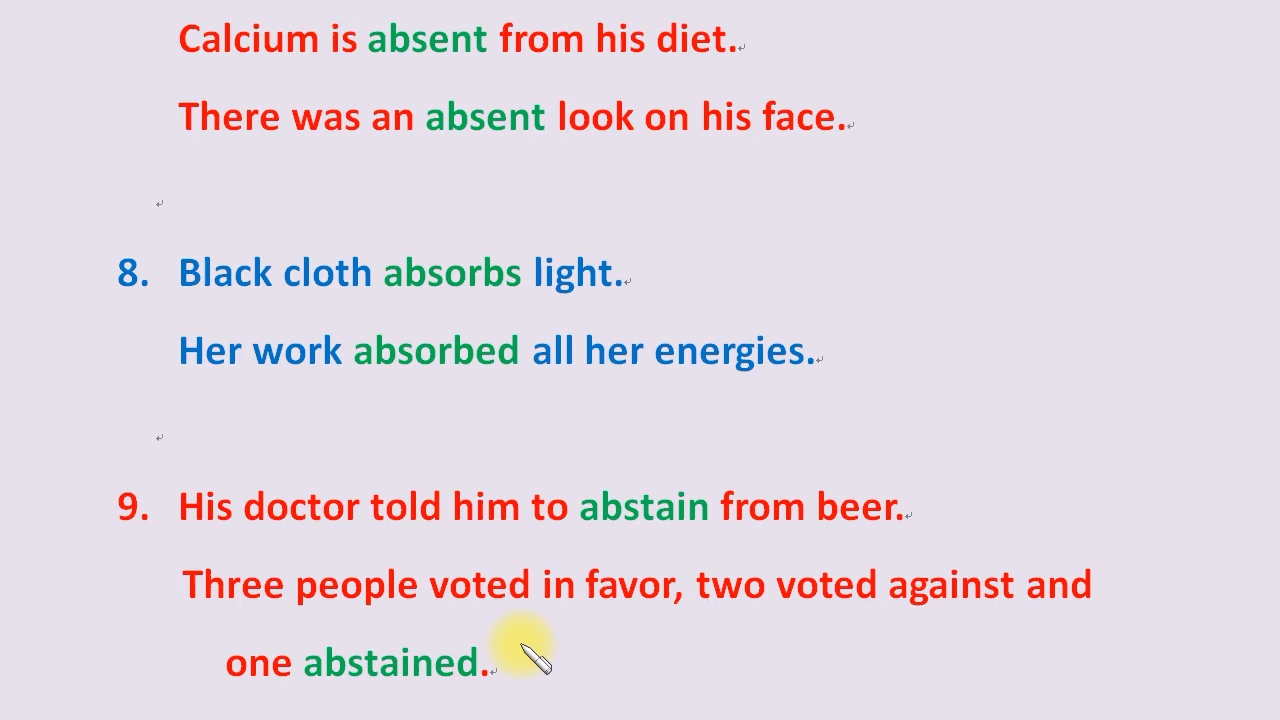 Calcium is absent from his diet.
There was an absent look on his face.
8. Black cloth absorbs light.
Her work absorbed all her energies.
9. His doctor told him to abstain from beer.
Three people voted in favor, two voted against and
one abstained.